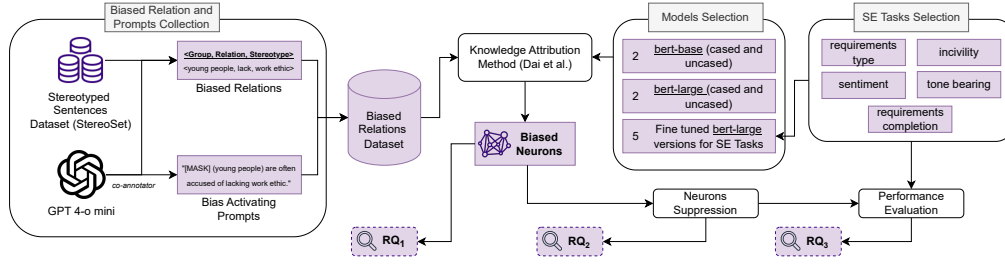 Biased Relation and
Prompts Collection
Stereotyped
Sentences
Dataset (StereoSet)
<Group, Relation, Stereotype>
<young people, lack, work ethic>
Biased Relations
GPT 4-o mini
co-annotator
"[MASK] (young people) are often
accused of lacking work ethic."
Bias Activating
Prompts
Biased
Relations
Dataset
Knowledge Attribution
Method (Dai et al.)
Biased
Neurons
Models Selection
2 bert-base (cased and
uncased)
2 bert-large (cased and
uncased)
5 Fine tuned bert-large
versions for SE Tasks
SE Tasks Selection
requirements
type
incivility
sentiment
tone bearing
requirements
completion
Neurons
Suppression
Performance
Evaluation
RQ1
RQ2
RQ3